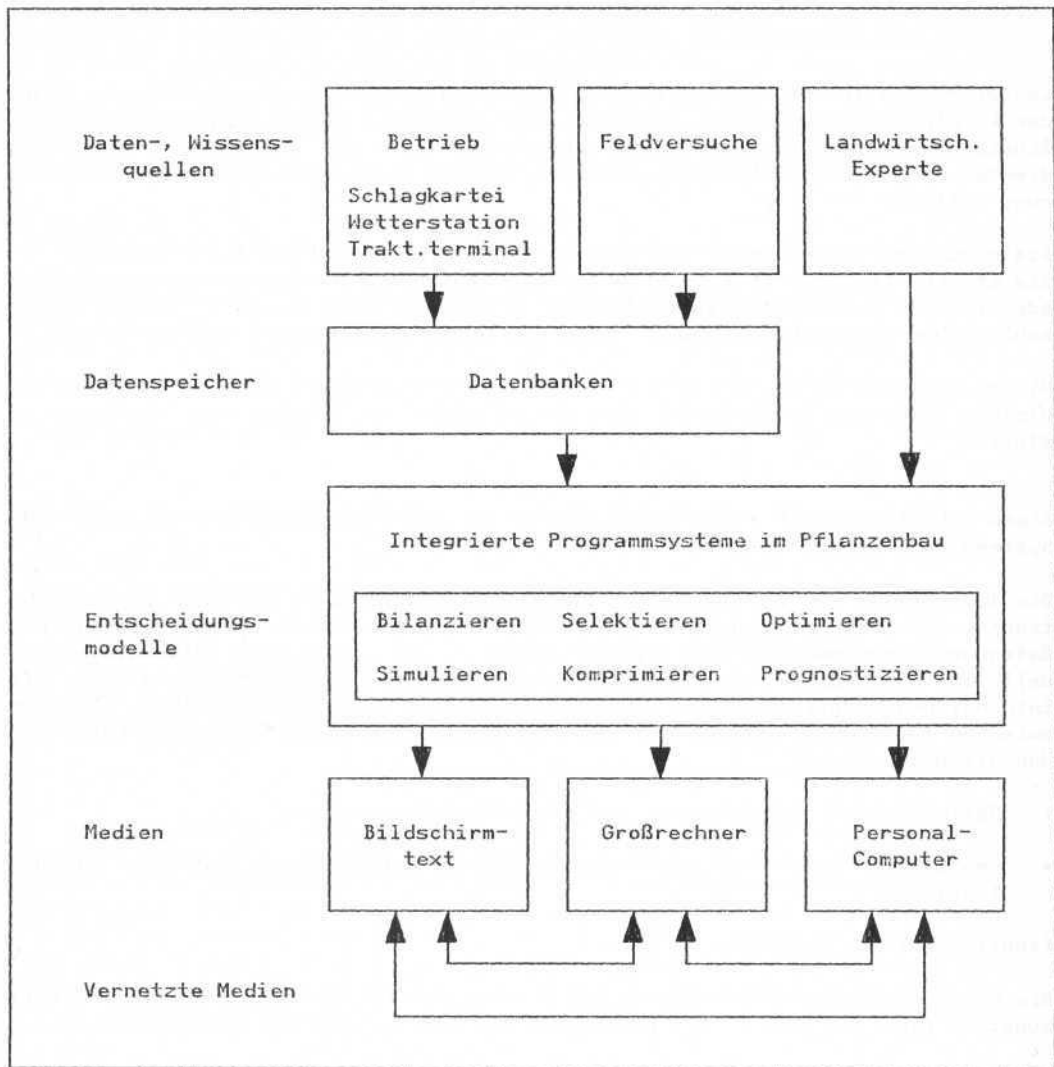 Daten-, Wissens-
quellen
Betrieb
Schlagkartei
Wetterstation
Trakt.terminal
Feldversuche
Landwirtsch.
Experte
Datenspeicher
Datenbanken
Integrierte Programmsysteme im Pflanzenbau
Entscheidungs-
modelle
Bilanzieren Selektieren Optimieren
Simulieren Komprimieren Prognostizieren
Medien
Bildschirm-
text
Großrechner
Personal-
Computer
Vernetzte Medien